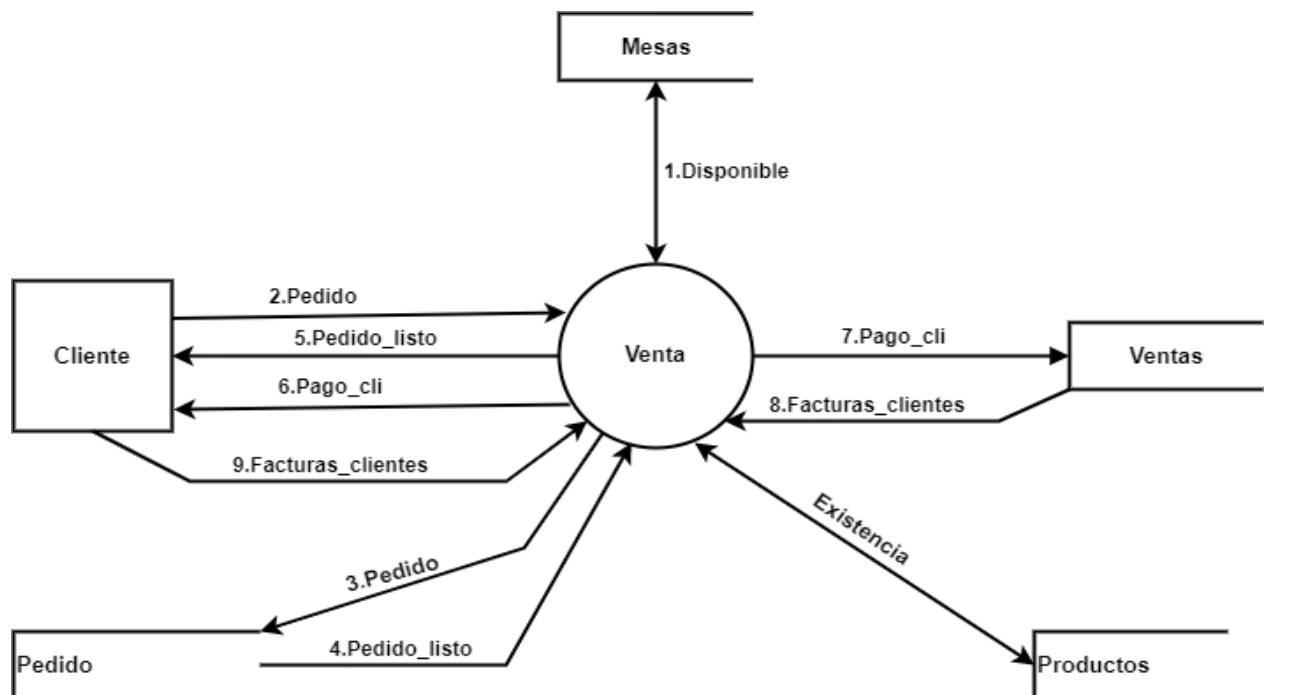 Mesas
1.Disponible
2.Pedido
5.Pedido_listo
6.Pago_cli
Cliente
Venta
7.Pago_cli
Ventas
8.Facturas_clientes
9.Facturas_clientes
Existencia
3.Pedido
4.Pedido_listo
Pedido
Productos